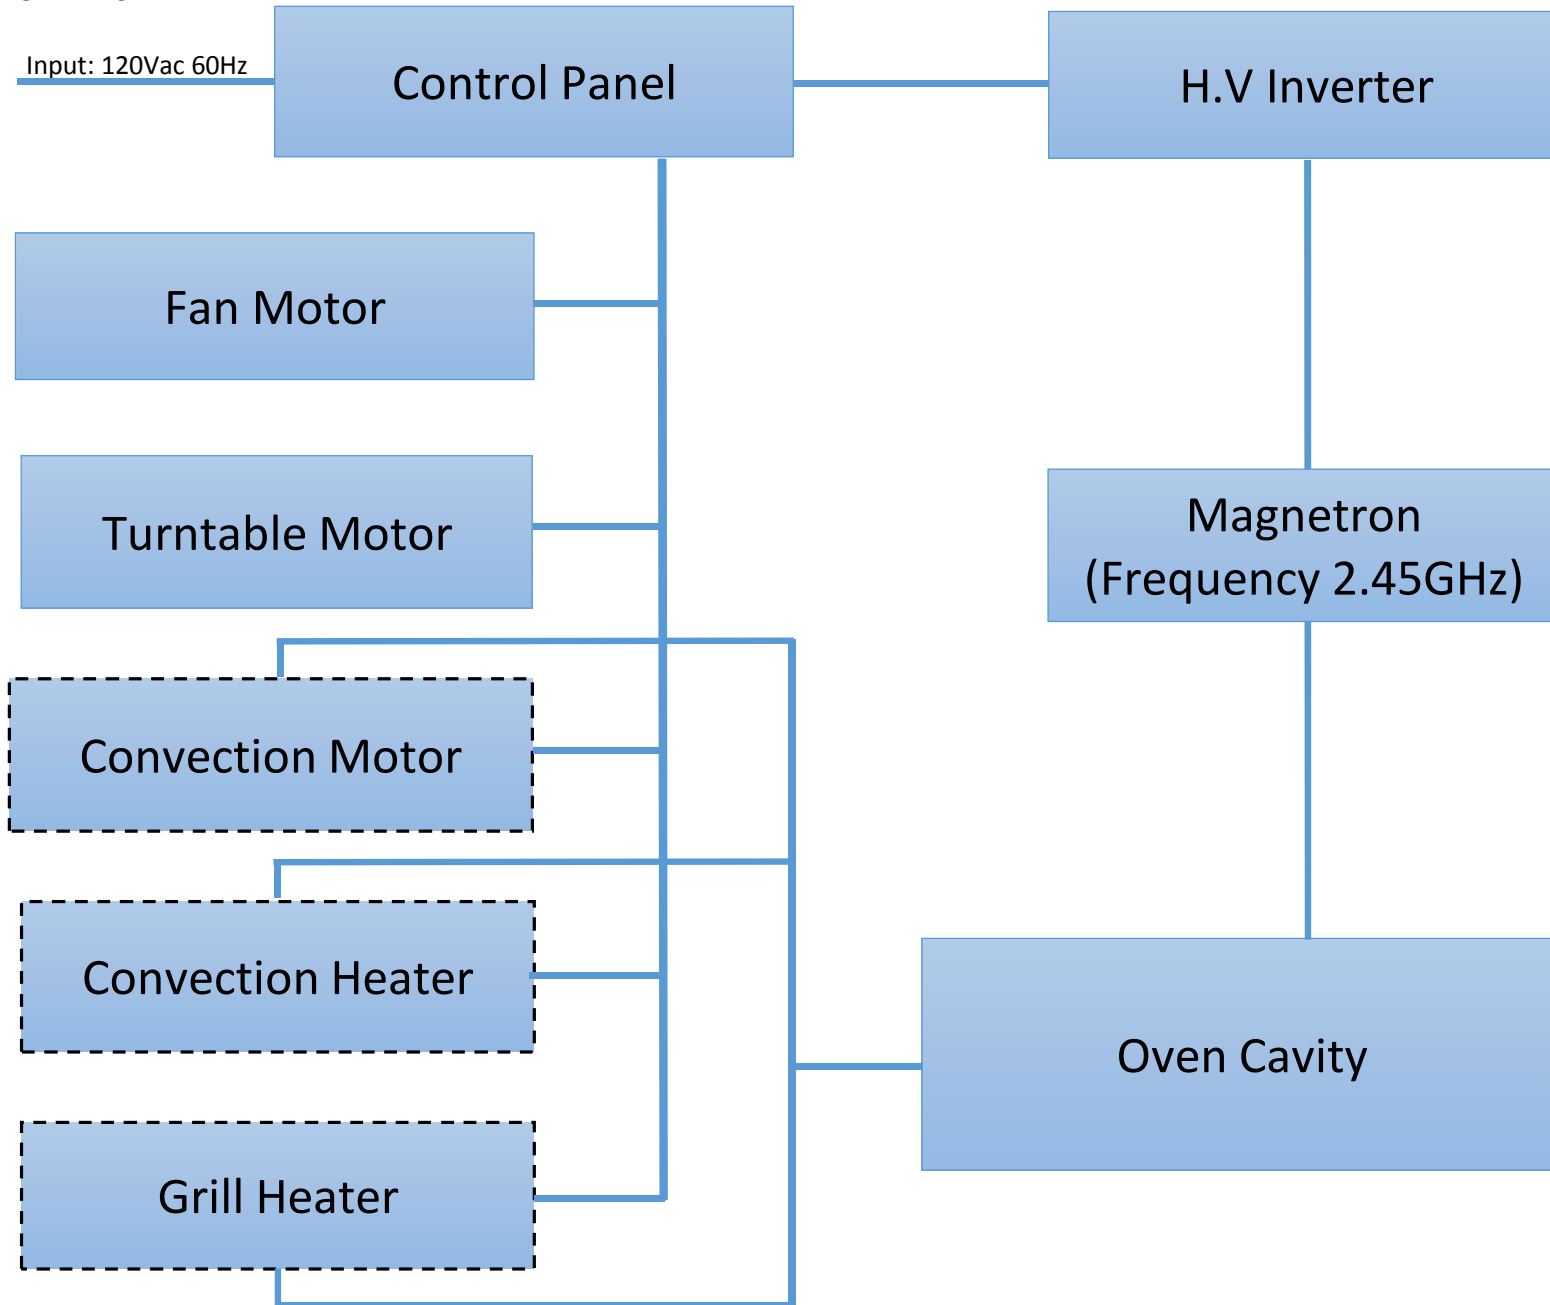 Input: 120Vac 60Hz
Control Panel
H.V Inverter
Fan Motor
Turntable Motor
Magnetron
(Frequency 2.45GHz)
Convection Motor
Convection Heater
Oven Cavity
Grill Heater